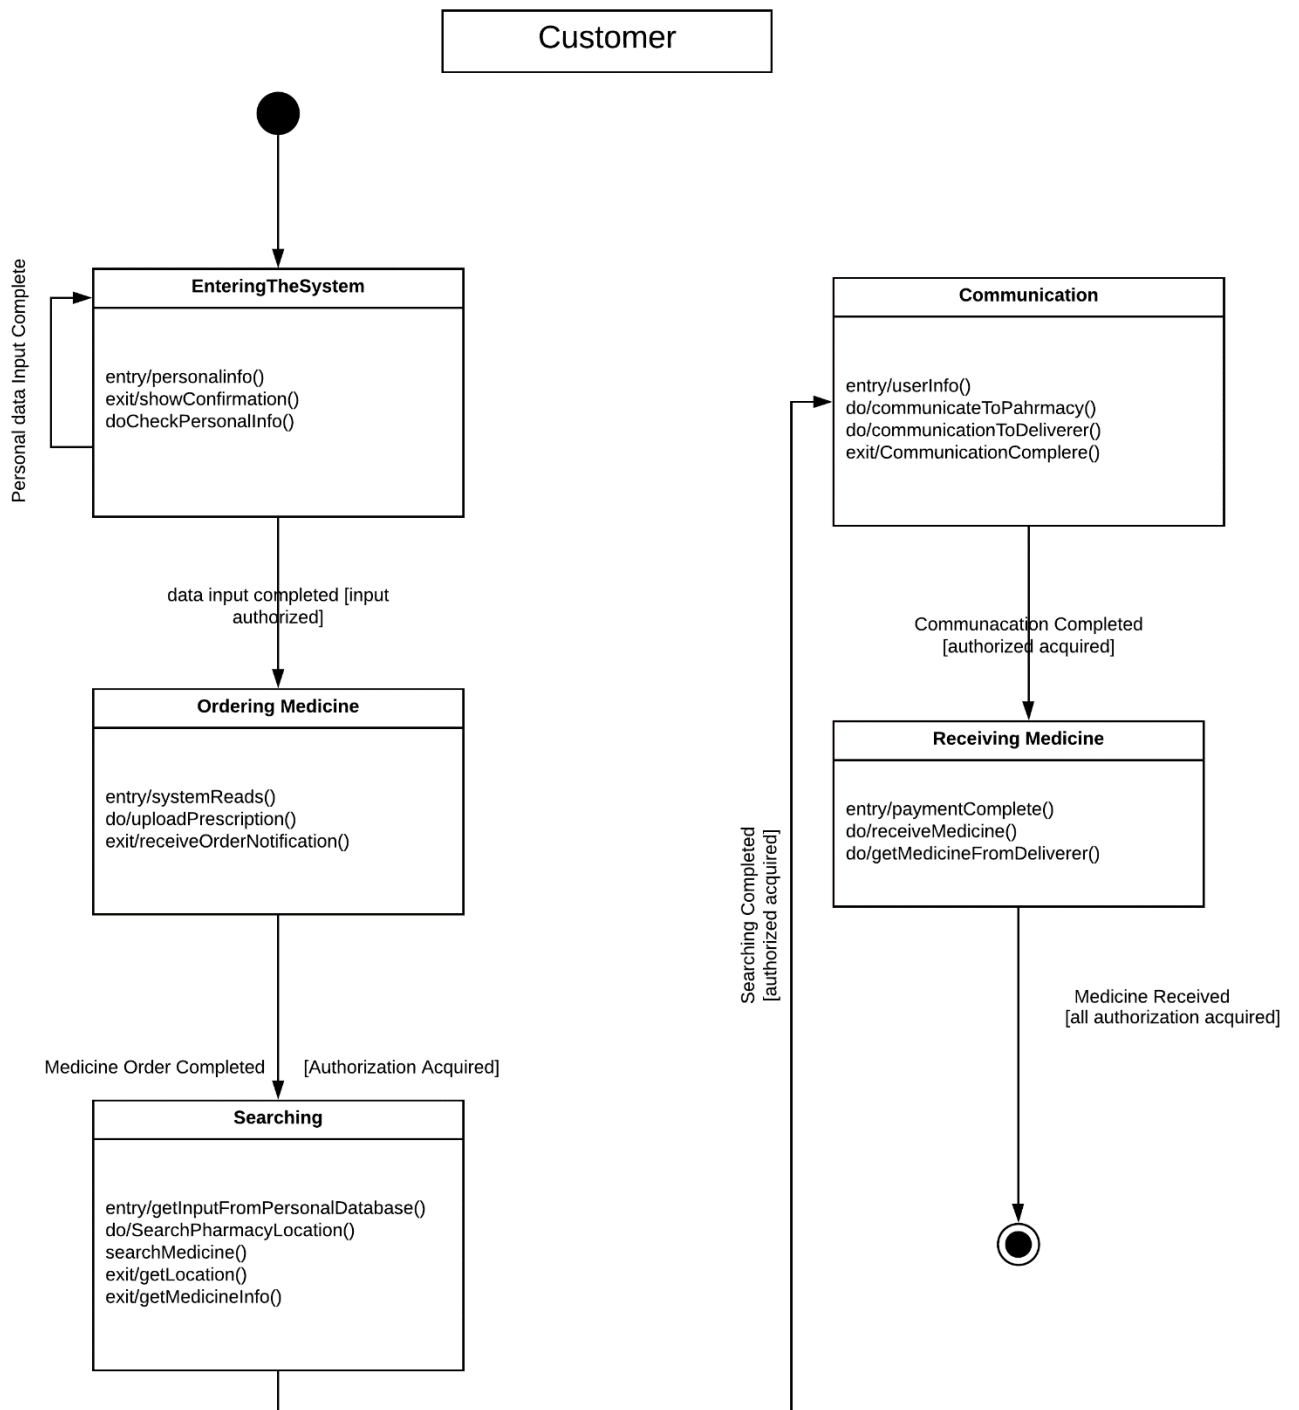 Customer
Personal data Input Complete
EnteringTheSystem
entry/personalinfo()
exit/showConfirmation()
doCheckPersonalInfo()
data input completed [input
authorized]
Ordering Medicine
entry/systemReads()
do/uploadPrescription()
exit/receiveOrderNotification()
Medicine Order Completed [Authorization Acquired]
Searching
entry/getInputFromPersonalDatabase()
do/SearchPharmacyLocation()
searchMedicine()
exit/getLocation()
exit/getMedicineInfo()
Searching Completed
[authorized acquired]
Communication
entry/userInfo()
do/communicateToPahrmacy()
do/communicationToDeliverer()
exit/CommunicationComplere()
Communacation Completed
[authorized acquired]
Receiving Medicine
entry/paymentComplete()
do/receiveMedicine()
do/getMedicineFromDeliverer()
Medicine Received
[all authorization acquired]